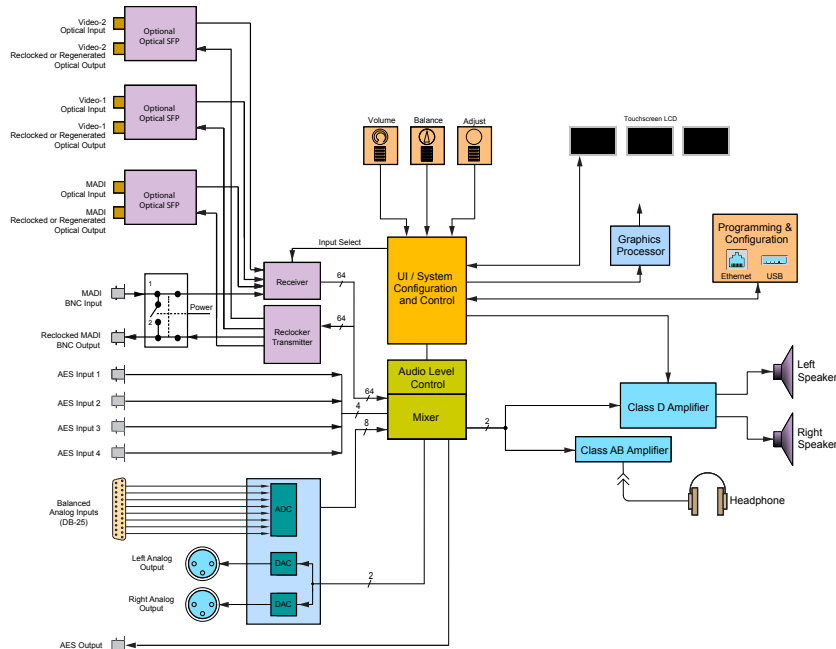 Video-2
Optical Input
Video-2
Reclocked or Regenerated
Optical Output
Optional
Optical SFP
Video-1
Optical Input
Video-1
Reclocked or Regenerated
Optical Output
Optional
Optical SFP
MADI
Optical Input
MADI
Reclocked or Regenerated
Optical Output
Optional
Optical SFP
Volume
Balance
Adjust
Touchscreen LCD
Input Select
Graphics
Processor
Programming &
Configuration
Ethernet
USB
UI / System
Configuration
and Control
MADI
BNC Input
1
2
Power
Receiver
64
Reclocked MADI
BNC Output
Reclocker
Transmitter
64
Audio Level
Control
Mixer
64
4
8
2
AES Input 1
AES Input 2
AES Input 3
AES Input 4
Class D Amplifier
Left
Speaker
Right
Speaker
Class AB Amplifier
Headphone
Balanced
Analog Inputs
(DB-25)
ADC
Left Analog
Output
DAC
2
Right Analog
Output
DAC
AES Output